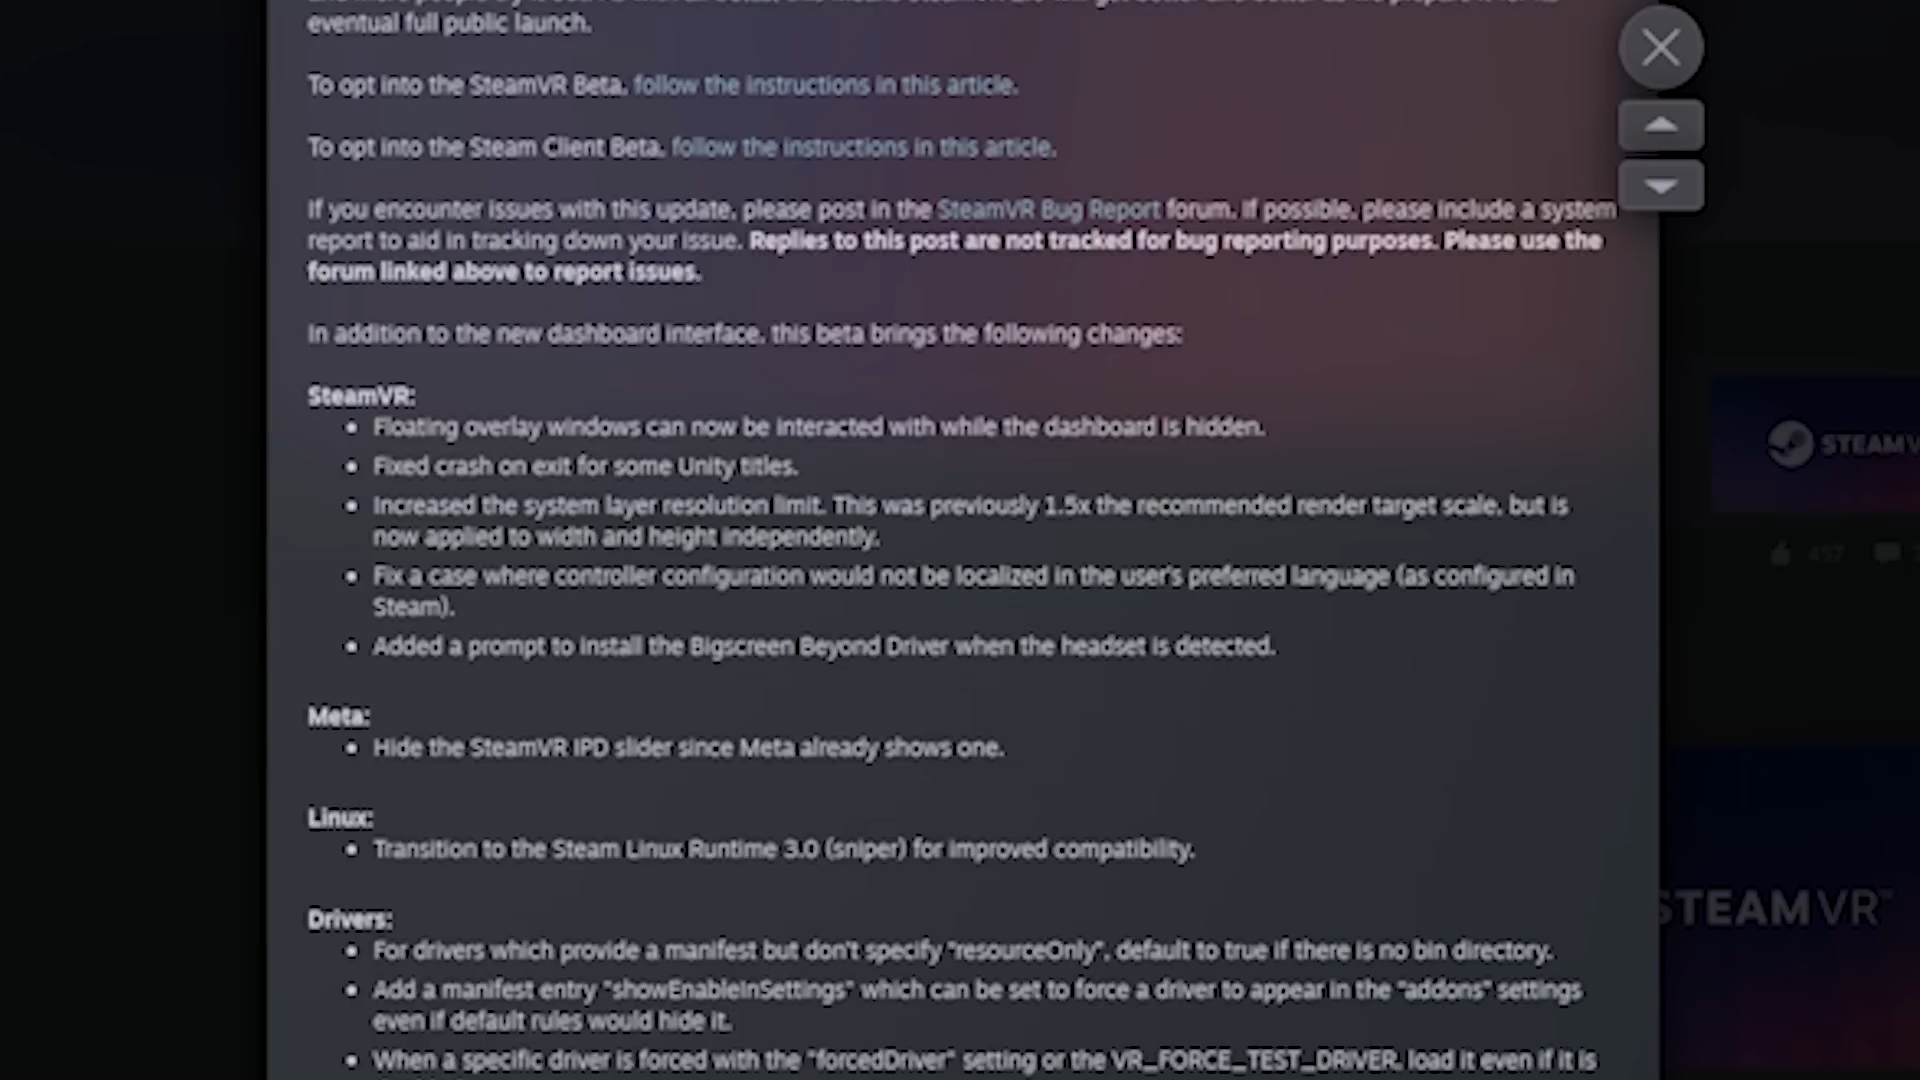 eventual full public launch.
To opt into the SteamVR Beta, follow the instructions in this article.
To opt into the Steam Client Beta, follow the instructions in this article.
If you encounter issues with this update, please post in the SteamVR Bug Report forum. If possible, please include a system
report to aid in tracking down your issue. Replies to this post are not tracked for bug reporting purposes. Please use the
forum linked above to report issues.
In addition to the new dashboard interface, this beta brings the following changes:
SteamVR:
• Floating overlay windows can now be interacted with while the dashboard is hidden.
• Fixed crash on exit for some Unity titles.
• Increased the system layer resolution limit. This was previously 1.5x the recommended render target scale, but is
now applied to width and height independently.
• Fix a case where controller configuration would not be localized in the user's preferred language (as configured in
Steam).
• Added a prompt to install the Bigscreen Beyond Driver when the headset is detected.
Meta:
• Hide the SteamVR IPD slider since Meta already shows one.
Linux:
• Transition to the Steam Linux Runtime 3.0 (sniper) for improved compatibility.
Drivers:
• For drivers which provide a manifest but don't specify "resourceOnly", default to true if there is no bin directory.
• Add a manifest entry "showEnableInSettings" which can be set to force a driver to appear in the "addons" settings
even if default rules would hide it.
• When a specific driver is forced with the "forcedDriver" setting or the VR_FORCE_TEST_DRIVER, load it even if it is
STEAMV
457
STEAMVR™